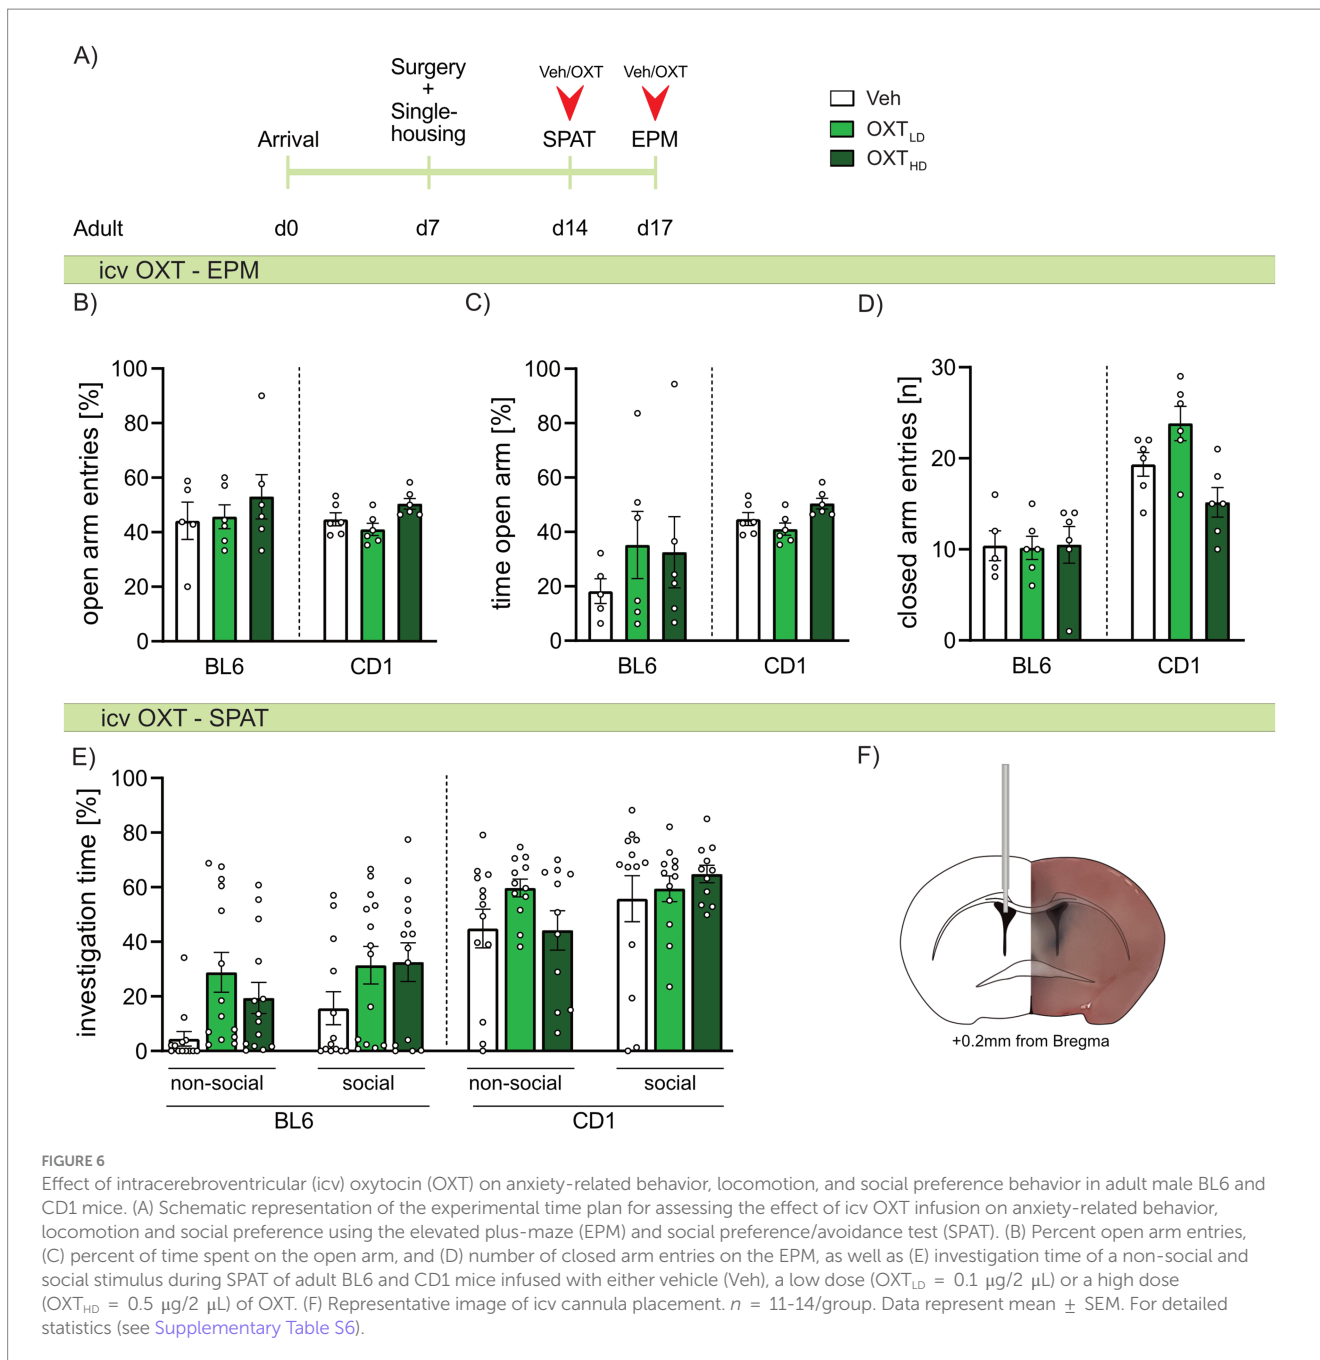 A)
Surgery
+
Single-
housing
Veh/OXT
Veh/OXT
Arrival
SPAT
EPM
Adult
d0
d7
d14
d17
Veh
OXT_LD
OXT_HD
icv OXT - EPM
B)
open arm entries [%]
100
80
60
40
20
0
BL6
CD1
C)
time open arm [%]
100
80
60
40
20
0
BL6
CD1
D)
closed arm entries [n]
30
20
10
0
BL6
CD1
icv OXT - SPAT
E)
investigation time [%]
100
80
60
40
20
0
non-social
social
non-social
social
BL6
CD1
F)
+0.2mm from Bregma
FIGURE 6
Effect of intracerebroventricular (icv) oxytocin (OXT) on anxiety-related behavior, locomotion, and social preference behavior in adult male BL6 and
CD1 mice. (A) Schematic representation of the experimental time plan for assessing the effect of icv OXT infusion on anxiety-related behavior,
locomotion and social preference using the elevated plus-maze (EPM) and social preference/avoidance test (SPAT). (B) Percent open arm entries,
(C) percent of time spent on the open arm, and (D) number of closed arm entries on the EPM, as well as (E) investigation time of a non-social and
social stimulus during SPAT of adult BL6 and CD1 mice infused with either vehicle (Veh), a low dose (OXT_LD = 0.1 μg/2 μL) or a high dose
(OXT_HD = 0.5 μg/2 μL) of OXT. (F) Representative image of icv cannula placement. n = 11-14/group. Data represent mean ± SEM. For detailed
statistics (see Supplementary Table S6).